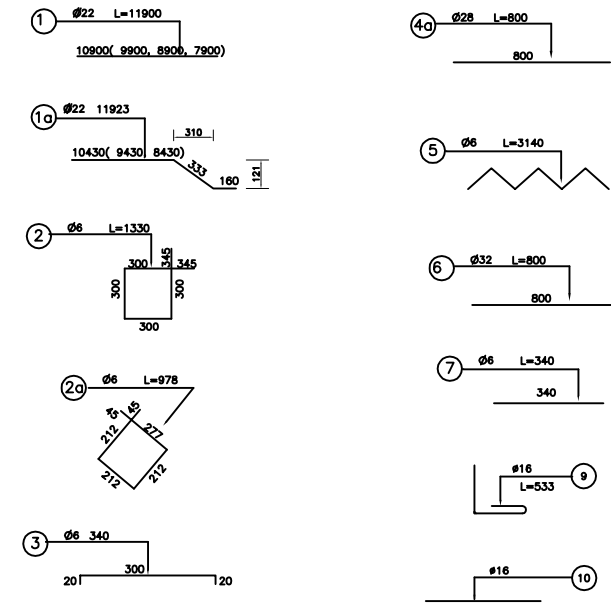 1 Ø22 L=11900
10900( 9900, 8900, 7900)
1a Ø22 11923
310
10430( 9430, 8430)
333
160
121
2 Ø6 L=1330
300 345 345
300 300
300
2a Ø6 L=978
45 45
212 277
212 212
3 Ø6 340
300
20 20
4a Ø28 L=800
800
5 Ø6 L=3140
6 Ø32 L=800
800
7 Ø6 L=340
340
ø16 9
L=533
ø16 10